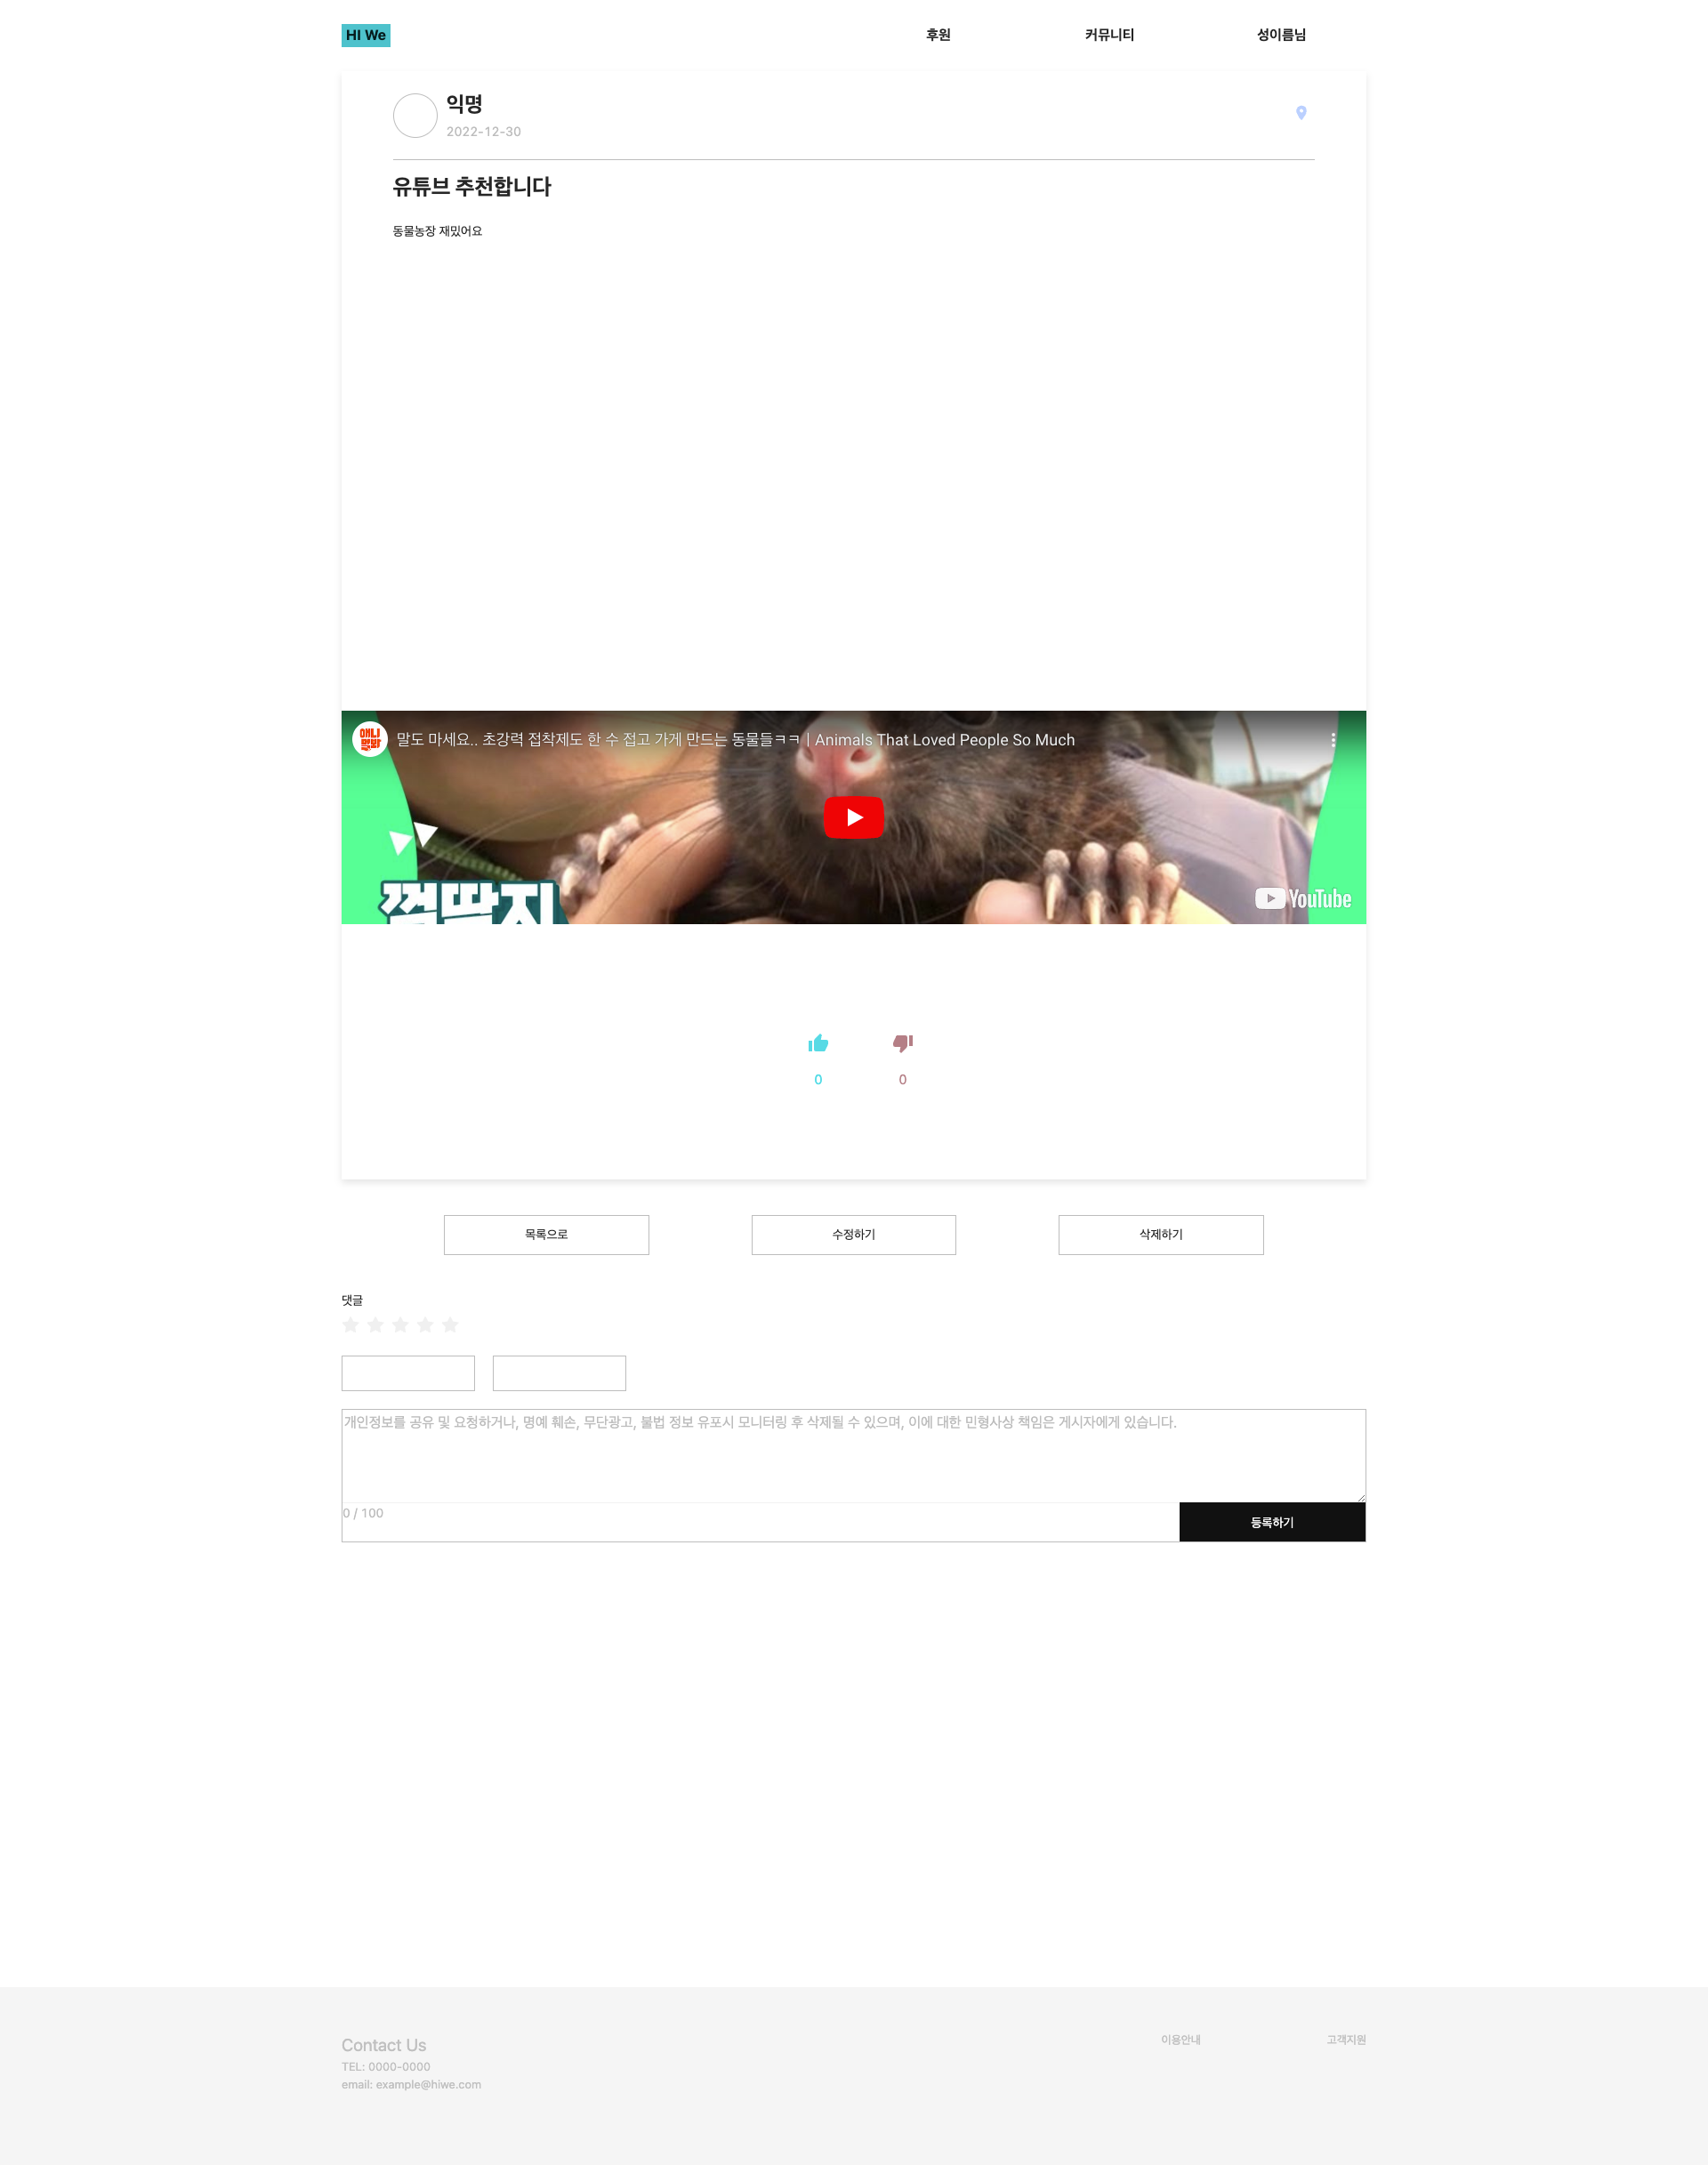 HI We
후원
커뮤니티
성이름님
익명
2022-12-30
유튜브 추천합니다
동물농장 재밌어요
애니멀봐
말도 마세요.. 초강력 접착제도 한 수 접고 가게 만드는 동물들ㅋㅋ | Animals That Loved People So Much
껌딱지
YouTube
0
0
목록으로
수정하기
삭제하기
댓글
개인정보를 공유 및 요청하거나, 명예 훼손, 무단광고, 불법 정보 유포시 모니터링 후 삭제될 수 있으며, 이에 대한 민형사상 책임은 게시자에게 있습니다.
0 / 100
등록하기
Contact Us
이용안내
고객지원
TEL: 0000-0000
email: example@hiwe.com